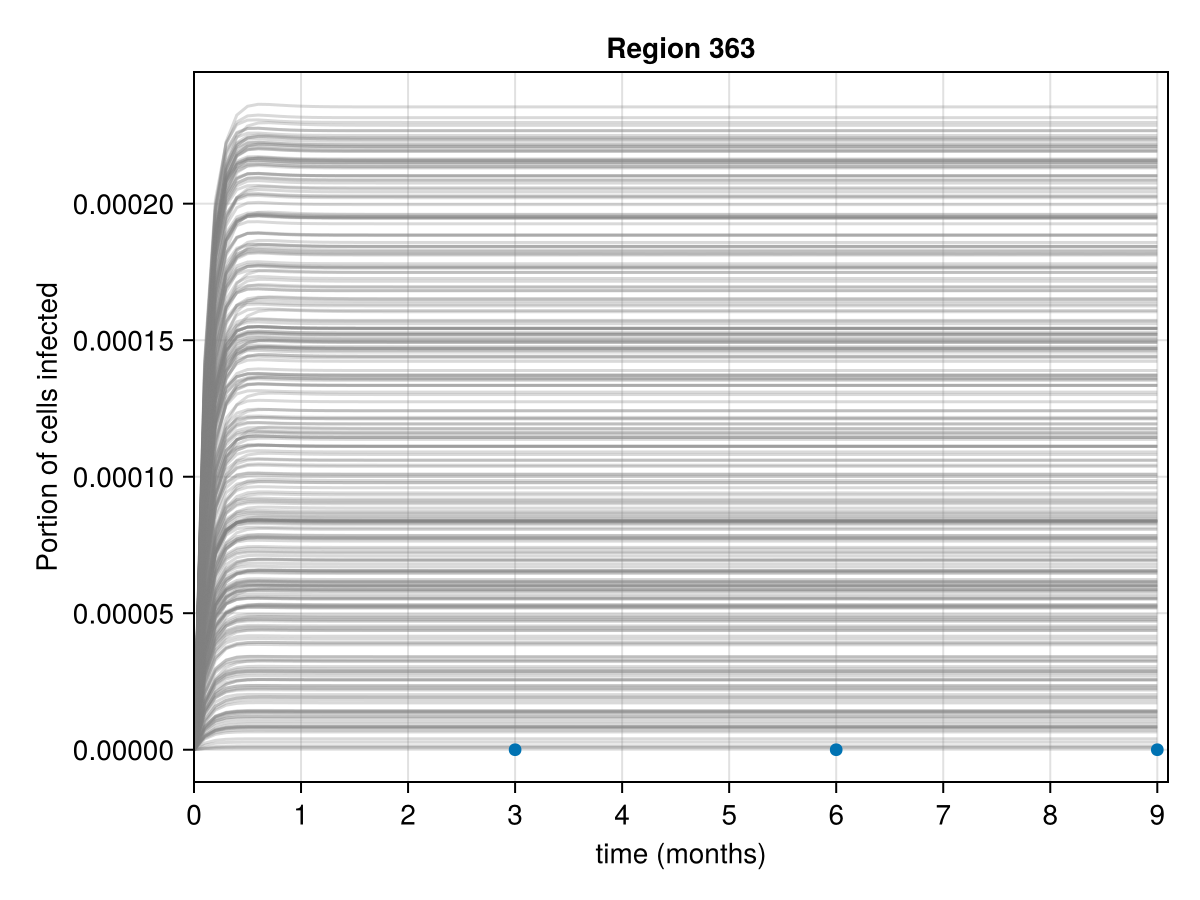 Region 363
Portion of cells infected
0.00020
0.00015
0.00010
0.00005
0.00000
0 1 2 3 4 5 6 7 8 9
time (months)